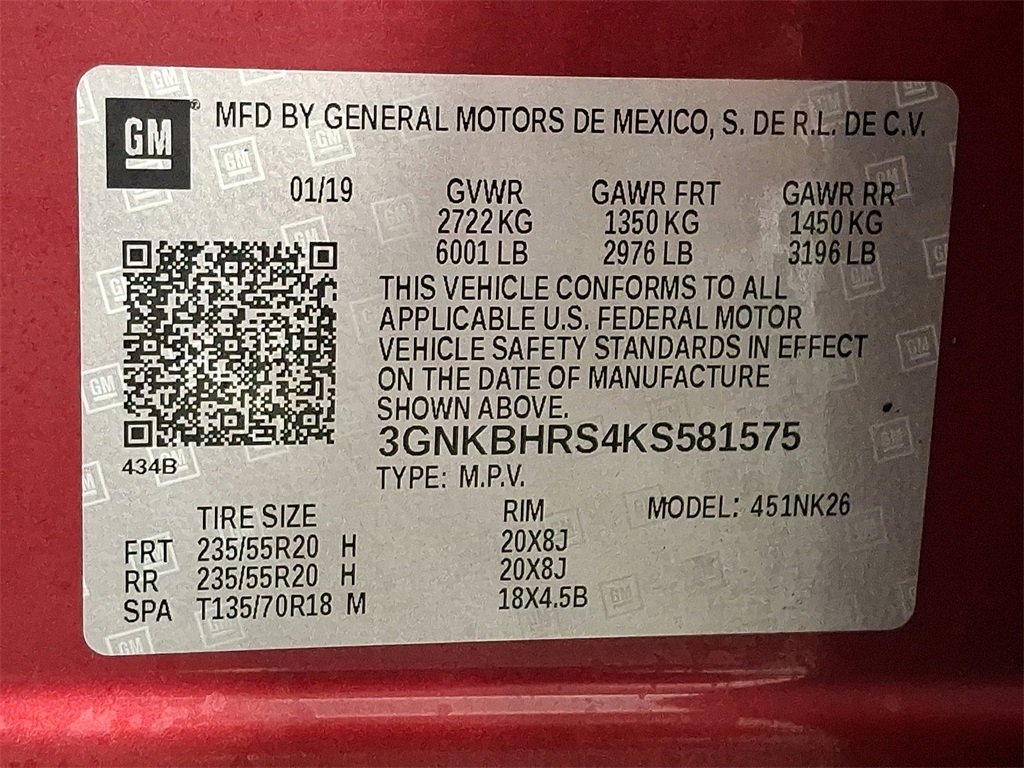 GM® MFD BY GENERAL MOTORS DE MEXICO, S. DE R.L. DE C.V.
01/19 GVWR GAWR FRT GAWR RR
2722 KG 1350 KG 1450 KG
6001 LB 2976 LB 3196 LB
THIS VEHICLE CONFORMS TO ALL
APPLICABLE U.S. FEDERAL MOTOR
VEHICLE SAFETY STANDARDS IN EFFECT
ON THE DATE OF MANUFACTURE
SHOWN ABOVE.
3GNKBHRS4KS581575
434B
TYPE: M.P.V.
TIRE SIZE RIM MODEL: 451NK26
FRT 235/55R20 H 20X8J
RR 235/55R20 H 20X8J
SPA T135/70R18 M 18X4.5B